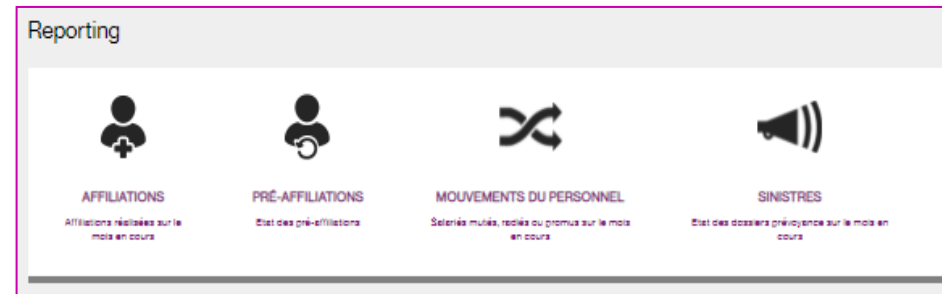 Reporting
AFFILIATIONS
Affiliations réalisées sur le
mois en cours
PRÉ-AFFILIATIONS
Etat des pré-affiliations
MOUVEMENTS DU PERSONNEL
Salariés mutés, radiés ou promus sur le mois
en cours
SINISTRES
Etat des dossiers prévoyance sur le mois en
cours